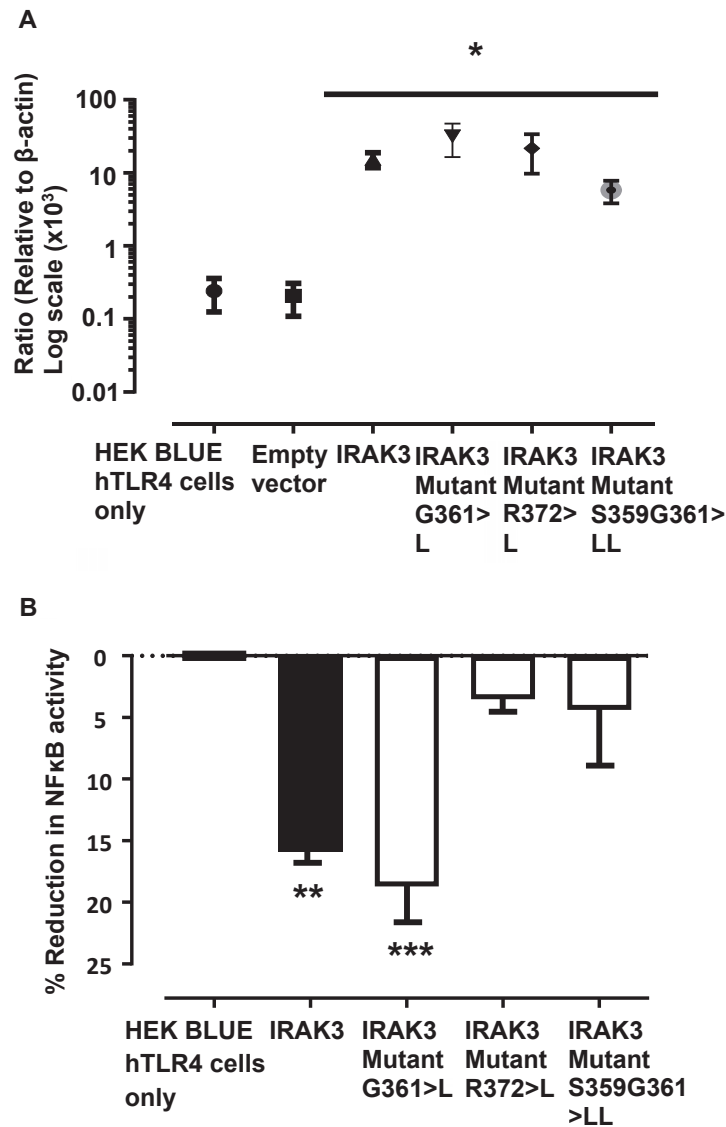 A
*
Ratio (Relative to β-actin)
Log scale (x10³)
100
10
1
0.1
0.01
HEK BLUE
hTLR4 cells
only
Empty
vector
IRAK3
IRAK3
Mutant
G361>
L
IRAK3
Mutant
R372>
L
IRAK3
Mutant
S359G361>
LL
B
% Reduction in NFκB activity
0
5
10
15
20
25
**
***
HEK BLUE
hTLR4 cells
only
IRAK3
IRAK3
Mutant
G361>L
IRAK3
Mutant
R372>L
IRAK3
Mutant
S359G361
>LL